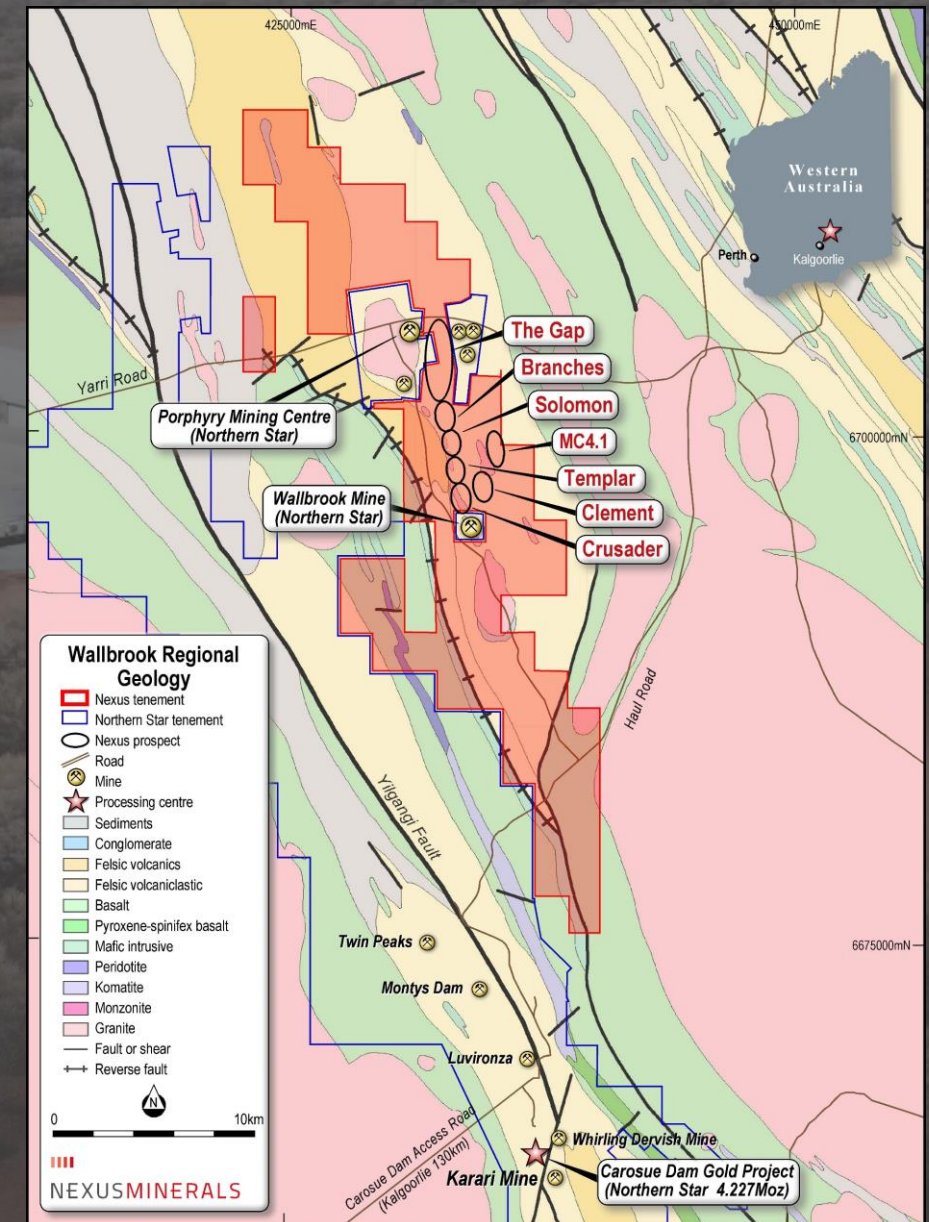 425000mE
450000mE
Western
Australia
Perth
Kalgoorlie
The Gap
Branches
Solomon
MC4.1
Templar
Clement
Crusader
Yarri Road
Porphyry Mining Centre
(Northern Star)
6700000mN
Wallbrook Mine
(Northern Star)
Haul Road
Yilgangi Fault
Wallbrook Regional
Geology
Nexus tenement
Northern Star tenement
Nexus prospect
Road
Mine
Processing centre
Sediments
Conglomerate
Felsic volcanics
Felsic volcaniclastic
Basalt
Pyroxene-spinifex basalt
Mafic intrusive
Peridotite
Komatite
Monzonite
Granite
Fault or shear
Reverse fault
N
0 10km
NEXUSMINERALS
6675000mN
Twin Peaks
Montys Dam
Luvironza
Carosue Dam Access Road
(Kalgoorlie 130km)
Whirling Dervish Mine
Karari Mine
Carosue Dam Gold Project
(Northern Star 4.227Moz)